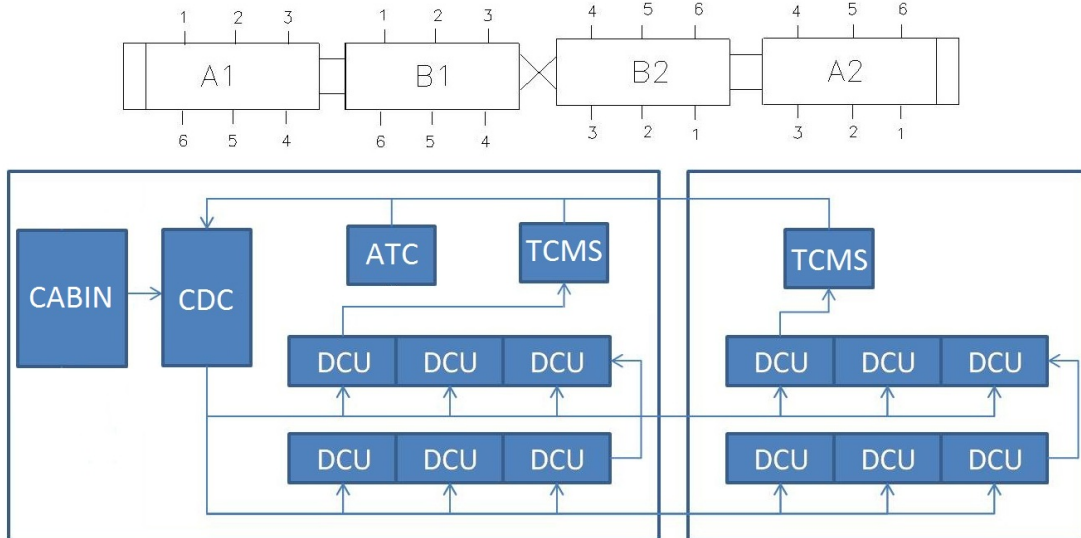 1 2 3 1 2 3 4 5 6 4 5 6
A1 B1 B2 A2
6 5 4 6 5 4 3 2 1 3 2 1
ATC TCMS TCMS
CABIN CDC
DCU DCU DCU DCU DCU DCU
DCU DCU DCU DCU DCU DCU